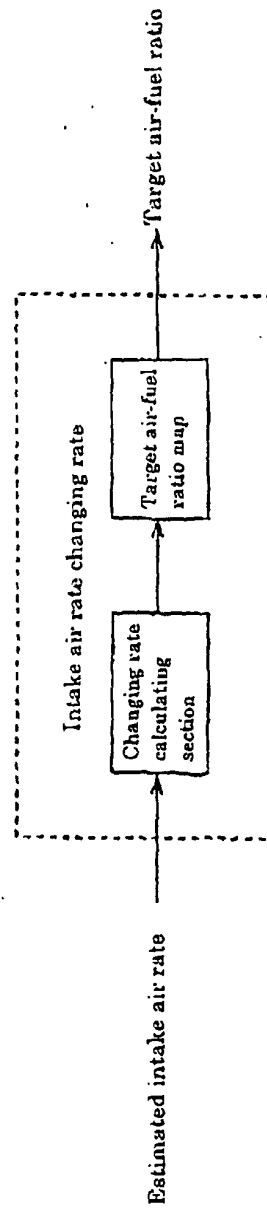 Estimated intake air rate
Intake air rate changing rate
Changing rate
calculating
section
Target air-fuel
ratio map
Target air-fuel ratio